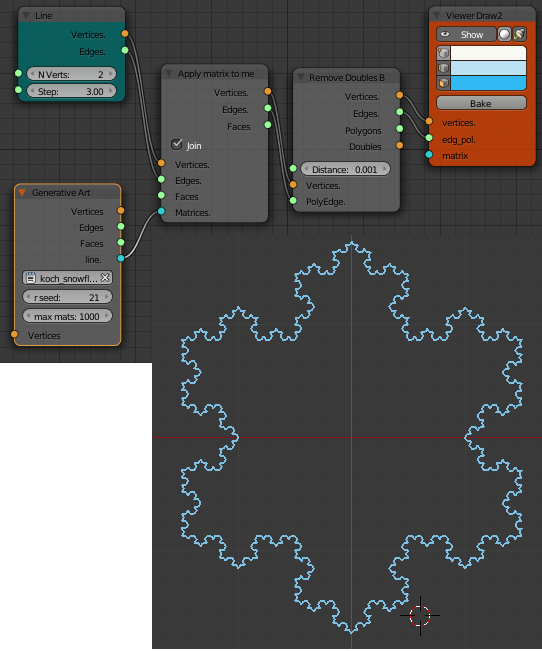 Line
Vertices.
Edges.
N Verts: 2
Step: 3.00
Apply matrix to me
Vertices.
Edges.
Faces
Join
Vertices.
Edges.
Faces
Matrices.
Remove Doubles B
Vertices.
Edges.
Polygons
Doubles
Distance: 0.001
Vertices.
PolyEdge.
Viewer Draw2
Show
Bake
vertices.
edg_pol.
matrix
Generative Art
Vertices
Edges
Faces
line.
koch_snowfl...
r seed: 21
max mats: 1000
Vertices